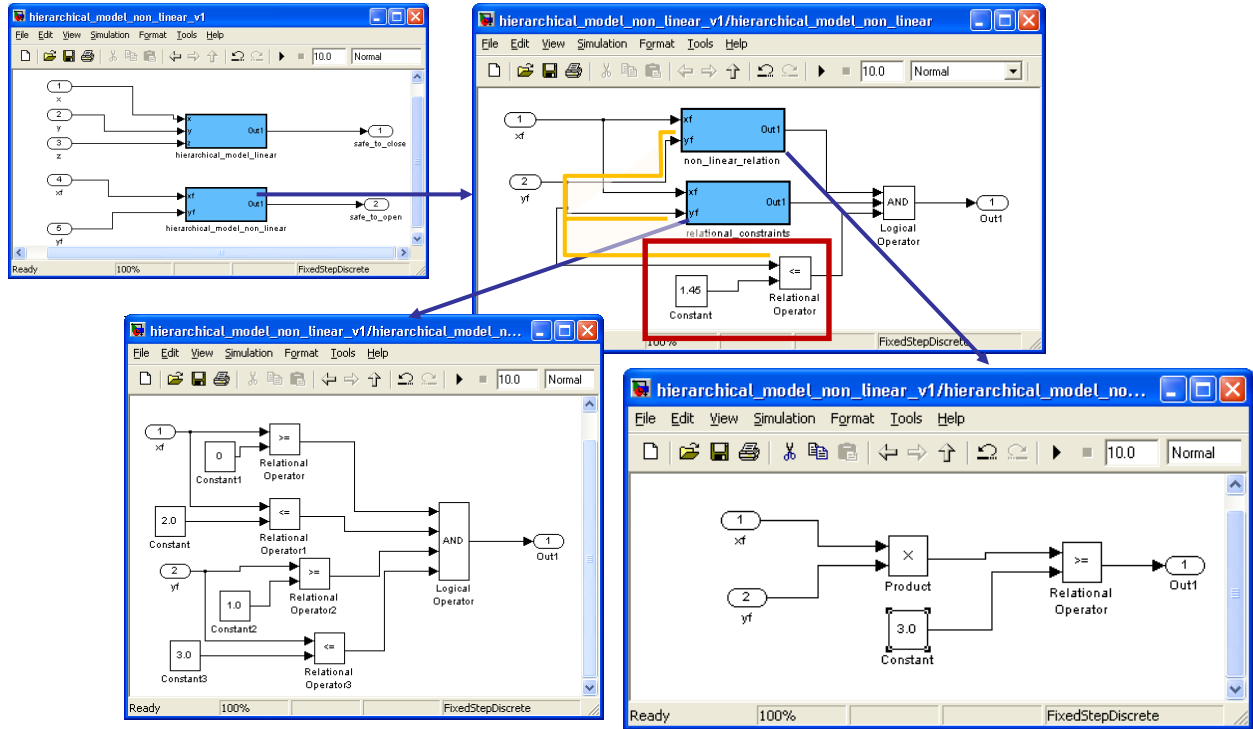 hierarchical_model_non_linear_v1
File Edit View Simulation Format Tools Help
10.0 Normal
1
x
2
y
3
z
x
y
z
Out1
hierarchical_model_linear
1
safe_to_close
4
xf
5
yf
xf
yf
Out1
hierarchical_model_non_linear
2
safe_to_open
Ready 100% FixedStepDiscrete
hierarchical_model_non_linear_v1/hierarchical_model_non_linear
File Edit View Simulation Format Tools Help
10.0 Normal
1
xf
2
yf
xf
yf
Out1
non_linear_relation
xf
yf
Out1
relational_constraints
AND
Logical
Operator
1
Out1
1.45
Constant
<=
Relational
Operator
100% FixedStepDiscrete
hierarchical_model_non_linear_v1/hierarchical_model_n...
File Edit View Simulation Format Tools Help
10.0 Normal
1
xf
0
Constant1
>=
Relational
Operator
2.0
Constant
<=
Relational
Operator1
2
yf
1.0
Constant2
>=
Relational
Operator2
3.0
Constant3
<=
Relational
Operator3
AND
Logical
Operator
1
Out1
Ready 100% FixedStepDiscrete
hierarchical_model_non_linear_v1/hierarchical_model_no...
File Edit View Simulation Format Tools Help
10.0 Normal
1
xf
2
yf
×
Product
3.0
Constant
>=
Relational
Operator
1
Out1
Ready 100% FixedStepDiscrete